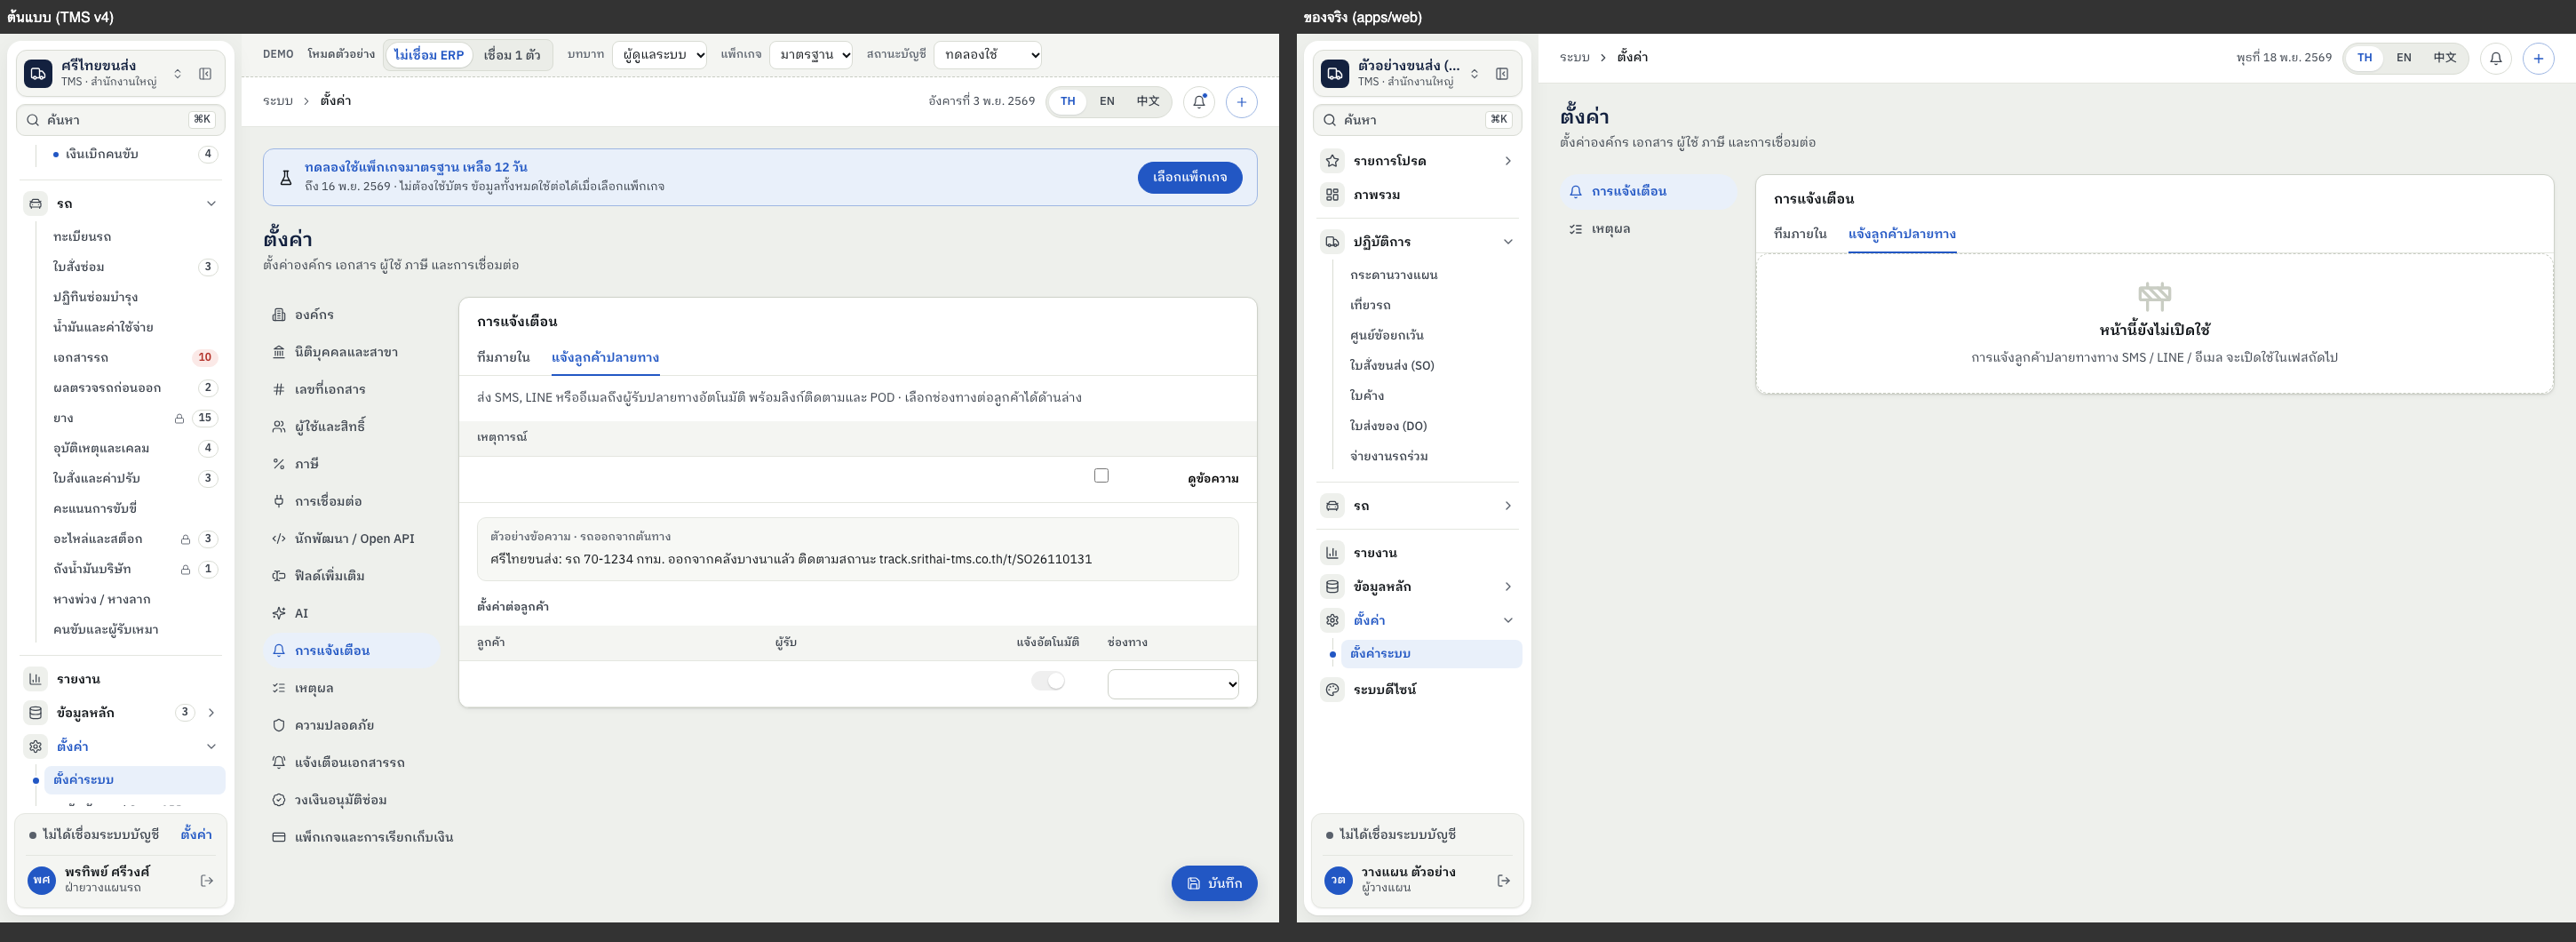 ต้นแบบ (TMS v4)
ศรีไทยขนส่ง
TMS · สำนักงานใหญ่
ค้นหา
⌘K
เงินเบิกคนขับ 4
รถ
ทะเบียนรถ
ใบสั่งซ่อม 3
ปฏิทินซ่อมบำรุง
น้ำมันและค่าใช้จ่าย
เอกสารรถ 10
ผลตรวจรถก่อนออก 2
ยาง 15
อุบัติเหตุและเคลม 4
ใบสั่งและค่าปรับ 3
คะแนนการขับขี่
อะไหล่และสต็อก 3
ถังน้ำมันบริษัท 1
หางพ่วง / หางลาก
คนขับและผู้รับเหมา
รายงาน
ข้อมูลหลัก 3
ตั้งค่า
ตั้งค่าระบบ
ไม่ได้เชื่อมระบบบัญชี ตั้งค่า
พศ
พรทิพย์ ศรีวงศ์
ฝ่ายวางแผนรถ
DEMO โหมดตัวอย่าง ไม่เชื่อม ERP เชื่อม 1 ตัว บทบาท ผู้ดูแลระบบ แพ็กเกจ มาตรฐาน สถานะบัญชี ทดลองใช้
ระบบ > ตั้งค่า
อังคารที่ 3 พ.ย. 2569 TH EN 中文
ทดลองใช้แพ็กเกจมาตรฐาน เหลือ 12 วัน
ถึง 16 พ.ย. 2569 · ไม่ต้องใช้บัตร ข้อมูลทั้งหมดใช้ต่อได้เมื่อเลือกแพ็กเกจ
เลือกแพ็กเกจ
ตั้งค่า
ตั้งค่าองค์กร เอกสาร ผู้ใช้ ภาษี และการเชื่อมต่อ
องค์กร
นิติบุคคลและสาขา
เลขที่เอกสาร
ผู้ใช้และสิทธิ์
ภาษี
การเชื่อมต่อ
นักพัฒนา / Open API
ฟิลด์เพิ่มเติม
AI
การแจ้งเตือน
เหตุผล
ความปลอดภัย
แจ้งเตือนเอกสารรถ
วงเงินอนุมัติซ่อม
แพ็กเกจและการเรียกเก็บเงิน
การแจ้งเตือน
ทีมภายใน แจ้งลูกค้าปลายทาง
ส่ง SMS, LINE หรืออีเมลถึงผู้รับปลายทางอัตโนมัติ พร้อมลิงก์ติดตามและ POD · เลือกช่องทางต่อลูกค้าได้ด้านล่าง
เหตุการณ์
ดูข้อความ
ตัวอย่างข้อความ · รถออกจากต้นทาง
ศรีไทยขนส่ง: รถ 70-1234 กทม. ออกจากคลังบางนาแล้ว ติดตามสถานะ track.srithai-tms.co.th/t/SO26110131
ตั้งค่าต่อลูกค้า
ลูกค้า ผู้รับ แจ้งอัตโนมัติ ช่องทาง
บันทึก
ของจริง (apps/web)
ตัวอย่างขนส่ง (...
TMS · สำนักงานใหญ่
ค้นหา
⌘K
รายการโปรด
ภาพรวม
ปฏิบัติการ
กระดานวางแผน
เที่ยวรถ
ศูนย์ข้อยกเว้น
ใบสั่งขนส่ง (SO)
ใบค้าง
ใบส่งของ (DO)
จ่ายงานรถร่วม
รถ
รายงาน
ข้อมูลหลัก
ตั้งค่า
ตั้งค่าระบบ
ระบบดีไซน์
ไม่ได้เชื่อมระบบบัญชี
วต
วางแผน ตัวอย่าง
ผู้วางแผน
ระบบ > ตั้งค่า
พุธที่ 18 พ.ย. 2569 TH EN 中文
ตั้งค่า
ตั้งค่าองค์กร เอกสาร ผู้ใช้ ภาษี และการเชื่อมต่อ
การแจ้งเตือน
เหตุผล
การแจ้งเตือน
ทีมภายใน แจ้งลูกค้าปลายทาง
หน้านี้ยังไม่เปิดใช้
การแจ้งลูกค้าปลายทางทาง SMS / LINE / อีเมล จะเปิดใช้ในเฟสถัดไป